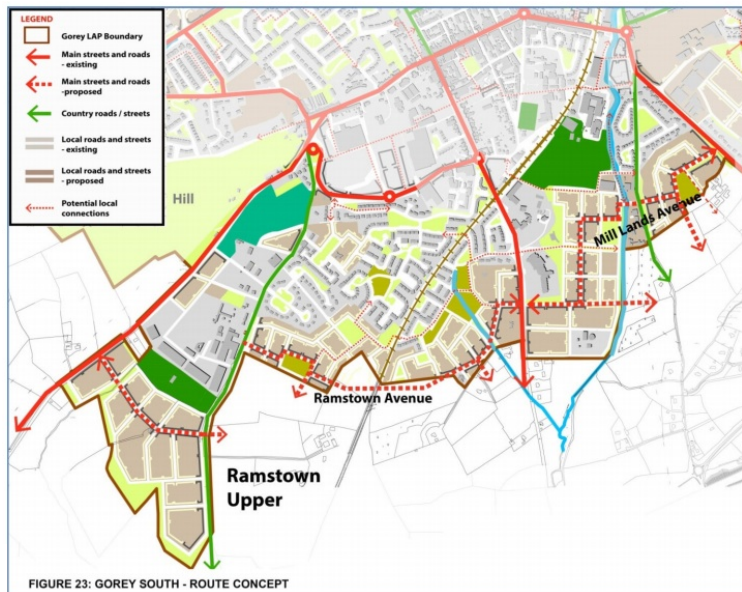 LEGEND
Gorey LAP Boundary
Main streets and roads
- existing
Main streets and roads
-proposed
Country roads / streets
Local roads and streets
- existing
Local roads and streets
- proposed
Potential local
connections
Hill
Mill Lands Avenue
Ramstown Avenue
Ramstown
Upper
FIGURE 23: GOREY SOUTH - ROUTE CONCEPT